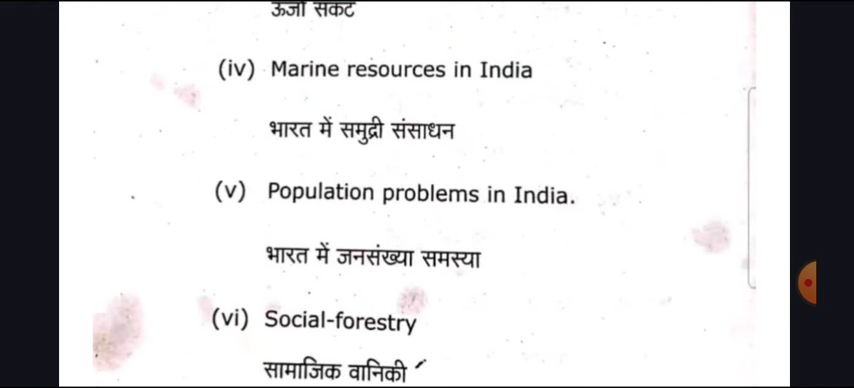 ऊर्जा संकट
(iv) Marine resources in India
भारत में समुद्री संसाधन
(v) Population problems in India.
भारत में जनसंख्या समस्या
(vi) Social-forestry
सामाजिक वानिकी